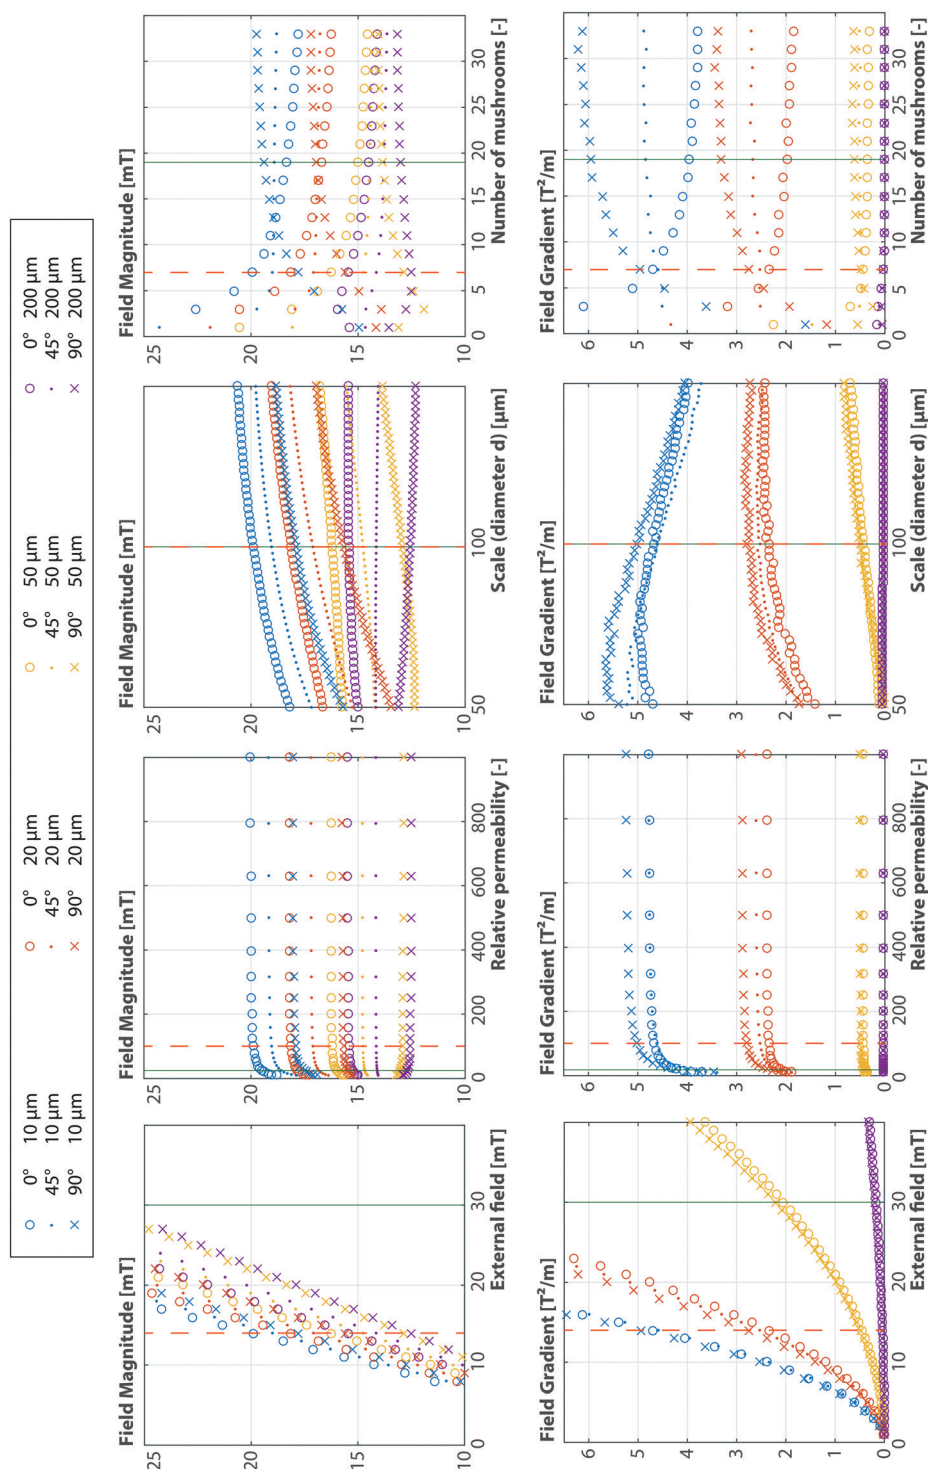 0° 10 µm 0° 20 µm 0° 50 µm 0° 200 µm
45° 10 µm 45° 20 µm 45° 50 µm 45° 200 µm
90° 10 µm 90° 20 µm 90° 50 µm 90° 200 µm
Field Magnitude [mT] Field Magnitude [mT] Field Magnitude [mT] Field Magnitude [mT]
25 25 25 25
20 20 20 20
15 15 15 15
10 10 10 10
0 10 20 30 0 200 400 600 800 50 100 0 5 10 15 20 25 30
External field [mT] Relative permeability [-] Scale (diameter d) [µm] Number of mushrooms [-]
Field Gradient [T²/m] Field Gradient [T²/m] Field Gradient [T²/m] Field Gradient [T²/m]
6 6 6 6
5 5 5 5
4 4 4 4
3 3 3 3
2 2 2 2
1 1 1 1
0 0 0 0
0 10 20 30 0 200 400 600 800 50 100 0 5 10 15 20 25 30
External field [mT] Relative permeability [-] Scale (diameter d) [µm] Number of mushrooms [-]